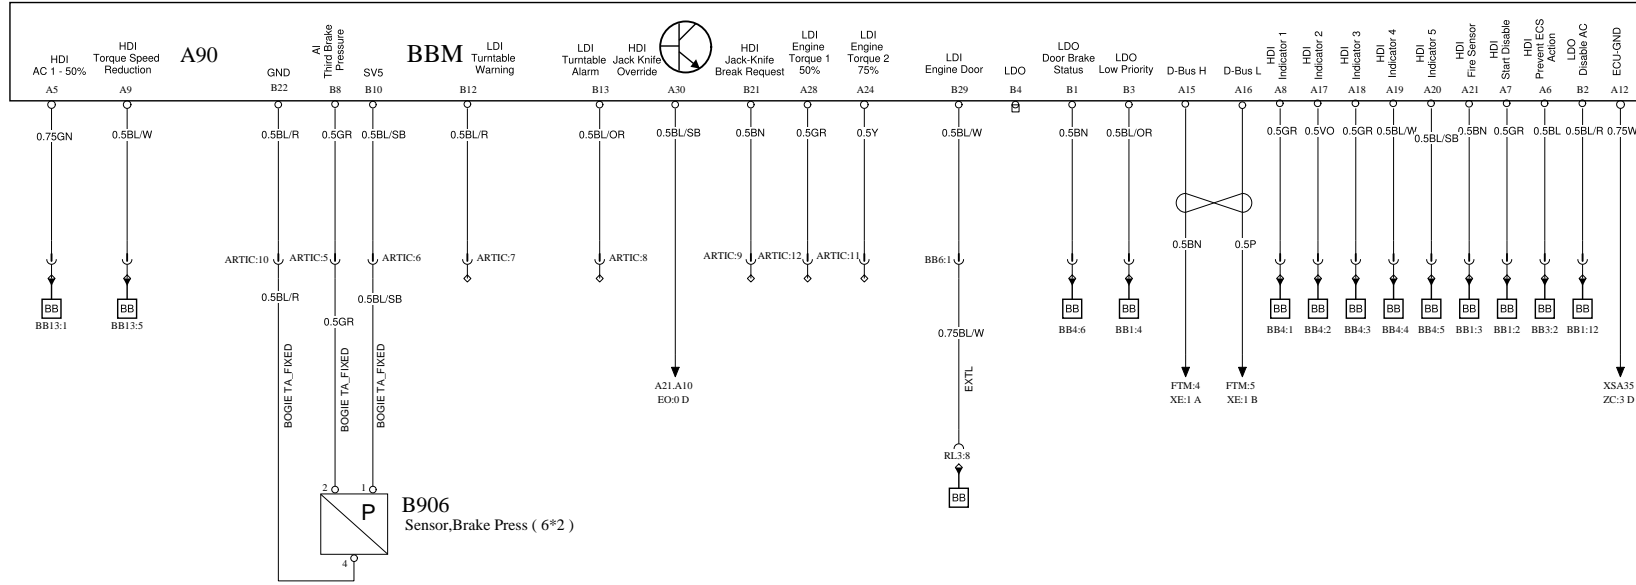 HDI
AC 1 - 50%
A5
HDI
Torque Speed
Reduction
A9
A90
GND
B22
AI
Third Brake
Pressure
B8
SV5
B10
BBM
LDI
Turntable
Warning
B12
LDI
Turntable
Alarm
B13
HDI
Jack Knife
Override
A30
HDI
Jack-Knife
Break Request
B21
LDI
Engine
Torque 1
50%
A28
LDI
Engine
Torque 2
75%
A24
LDI
Engine Door
B29
LDO
B4
LDO
Door Brake
Status
B1
LDO
Low Priority
B3
D-Bus H
A15
D-Bus L
A16
HDI
Indicator 1
A8
HDI
Indicator 2
A17
HDI
Indicator 3
A18
HDI
Indicator 4
A19
HDI
Indicator 5
A20
HDI
Fire Sensor
A21
HDI
Start Disable
A7
HDI
Prevent ECS
Action
A6
LDO
Disable AC
B2
ECU-GND
A12
0.75GN
0.5BL/W
0.5BL/R
0.5GR
0.5BL/SB
0.5BL/R
0.5BL/OR
0.5BL/SB
0.5BN
0.5GR
0.5Y
0.5BL/W
0.5BN
0.5BL/OR
0.5GR
0.5VO
0.5GR
0.5BL/W
0.5BL/SB
0.5BN
0.5GR
0.5BL
0.5BL/R
0.75W
0.5BN
0.5P
ARTIC:10
ARTIC:5
ARTIC:6
ARTIC:7
ARTIC:8
ARTIC:9
ARTIC:12
ARTIC:11
BB6:1
0.5BL/R
0.5BL/SB
0.5GR
0.75BL/W
BB
BB13:1
BB
BB13:5
BB
BB4:6
BB
BB1:4
BB
BB4:1
BB
BB4:2
BB
BB4:3
BB
BB4:4
BB
BB4:5
BB
BB1:3
BB
BB1:2
BB
BB3:2
BB
BB1:12
BOGIE TA_FIXED
BOGIE TA_FIXED
BOGIE TA_FIXED
EXTL
A21.A10
EO:0 D
FTM:4
XE:1 A
FTM:5
XE:1 B
XSA35
ZC:3 D
RL3:8
BB
2
1
P
4
B906
Sensor,Brake Press ( 6*2 )